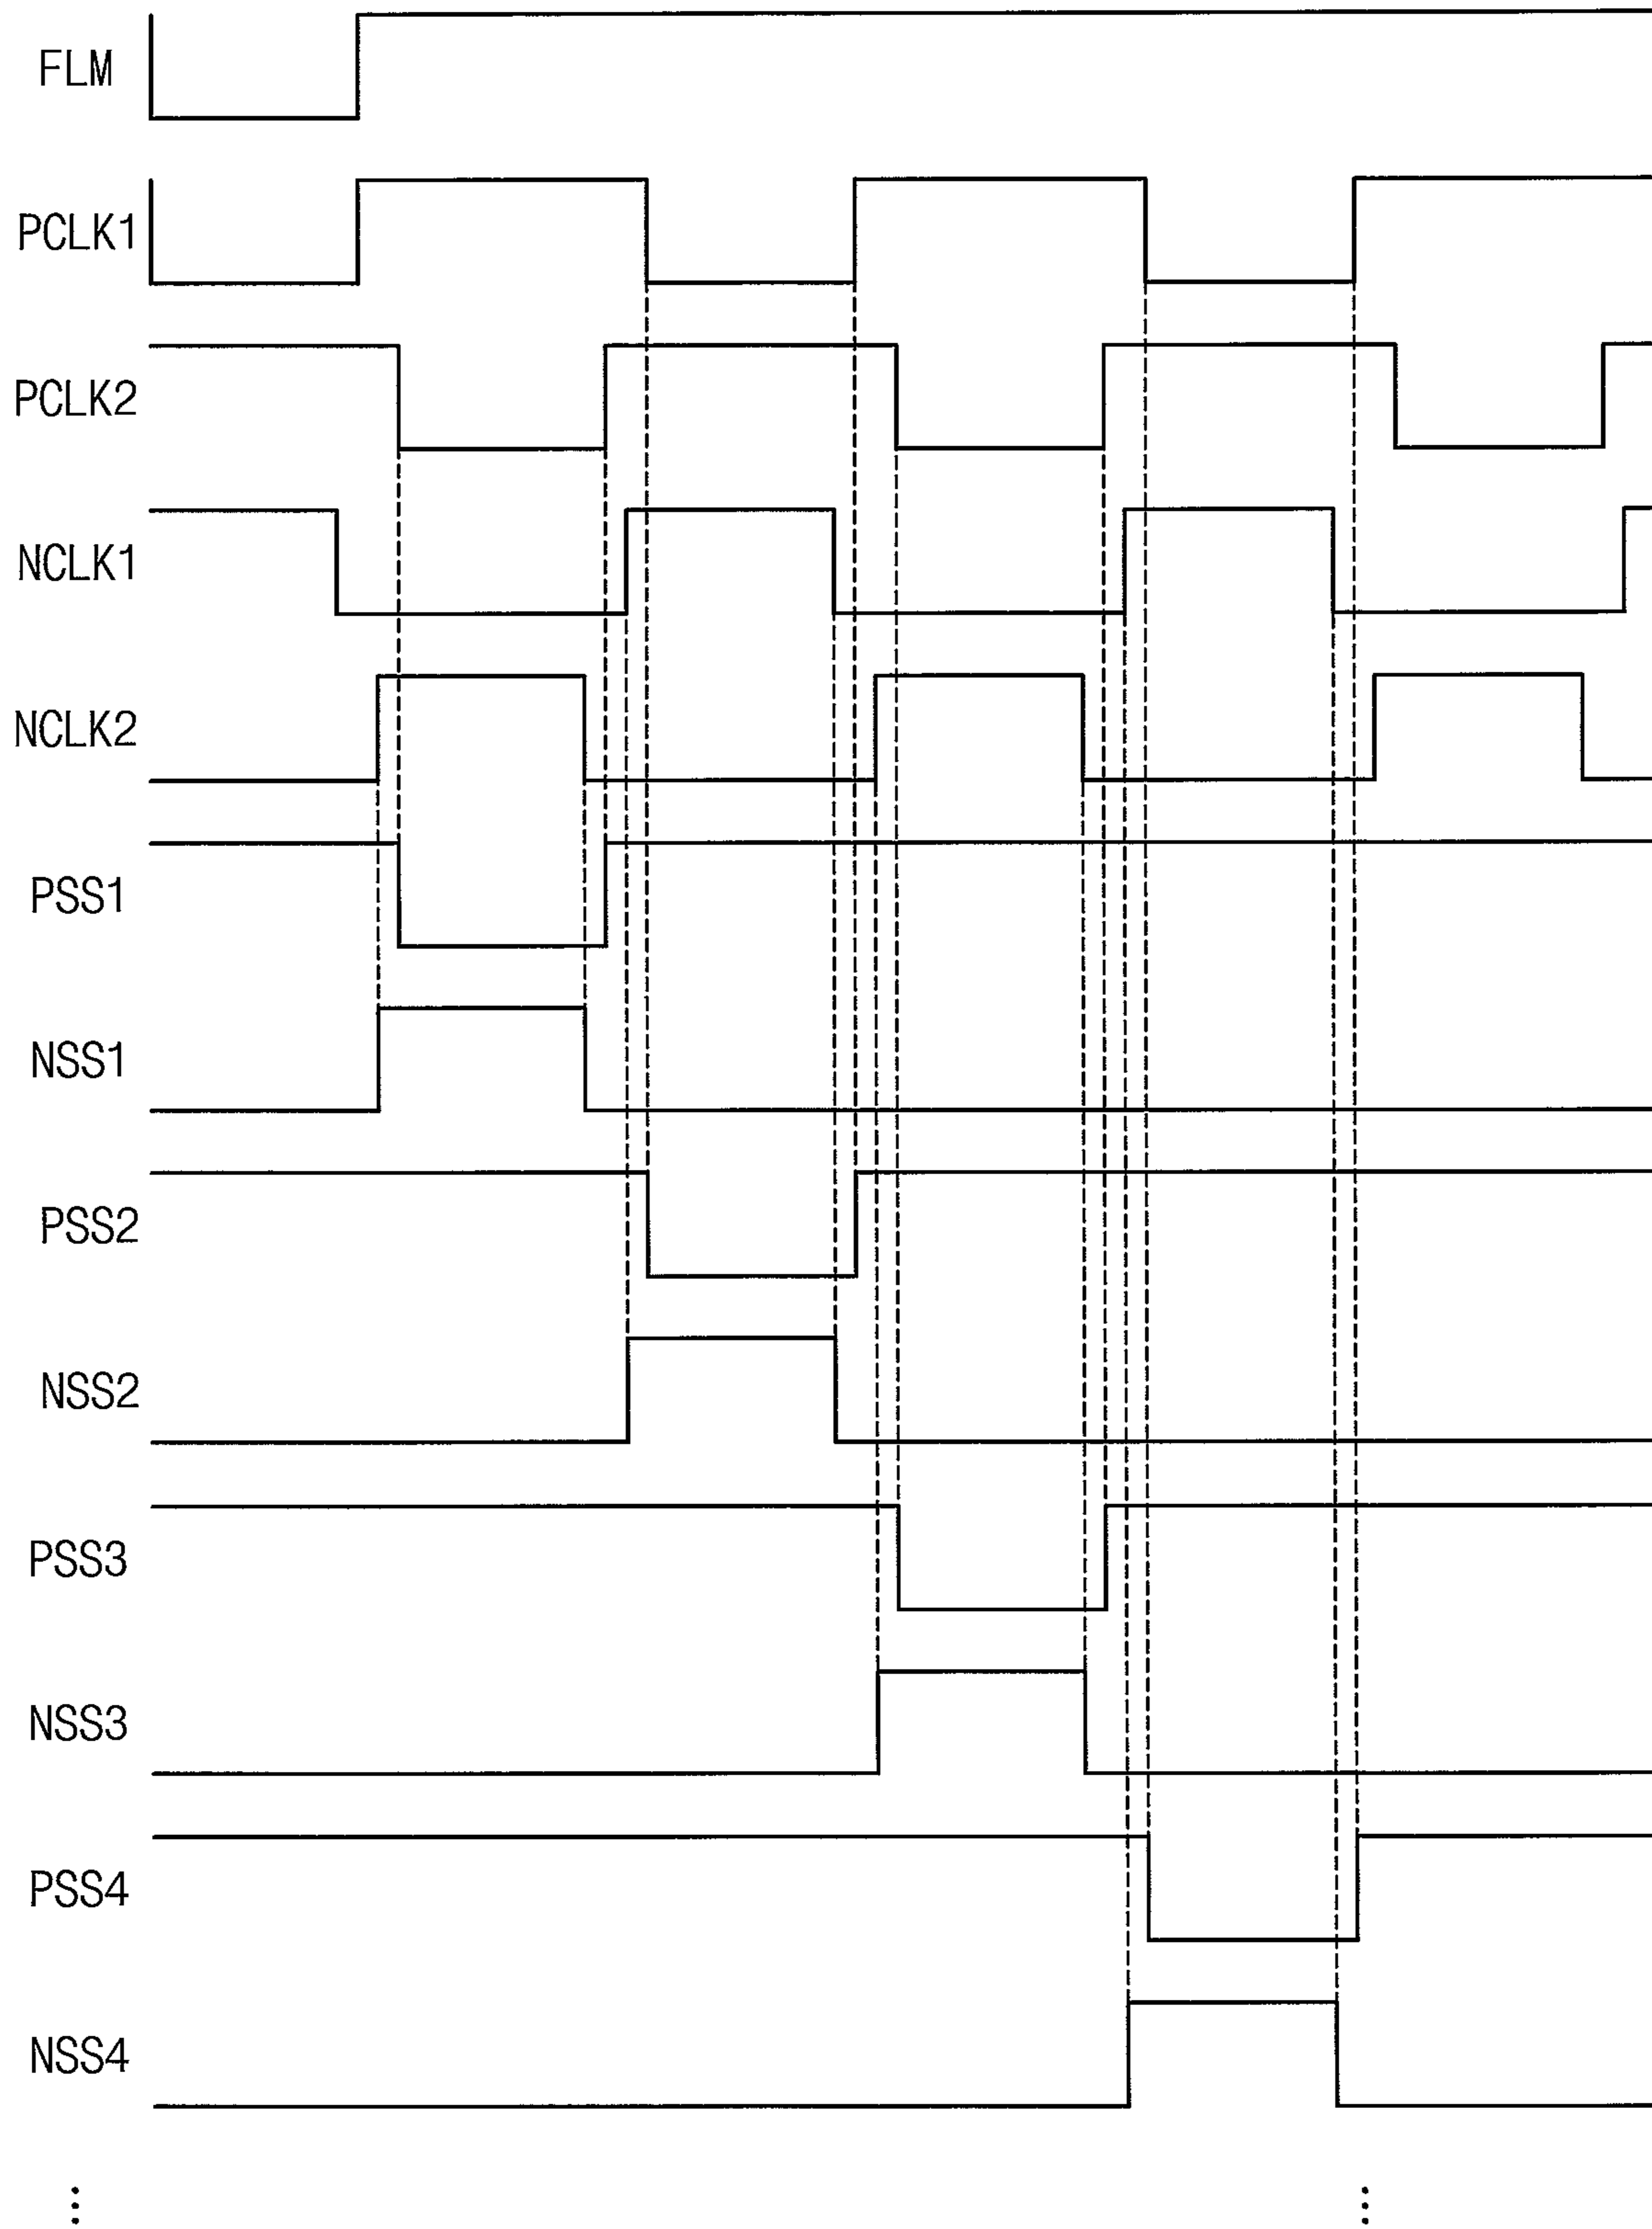 FLM
PCLK1
PCLK2
NCLK1
NCLK2
PSS1
NSS1
PSS2
NSS2
PSS3
NSS3
PSS4
NSS4
⋮ ⋮